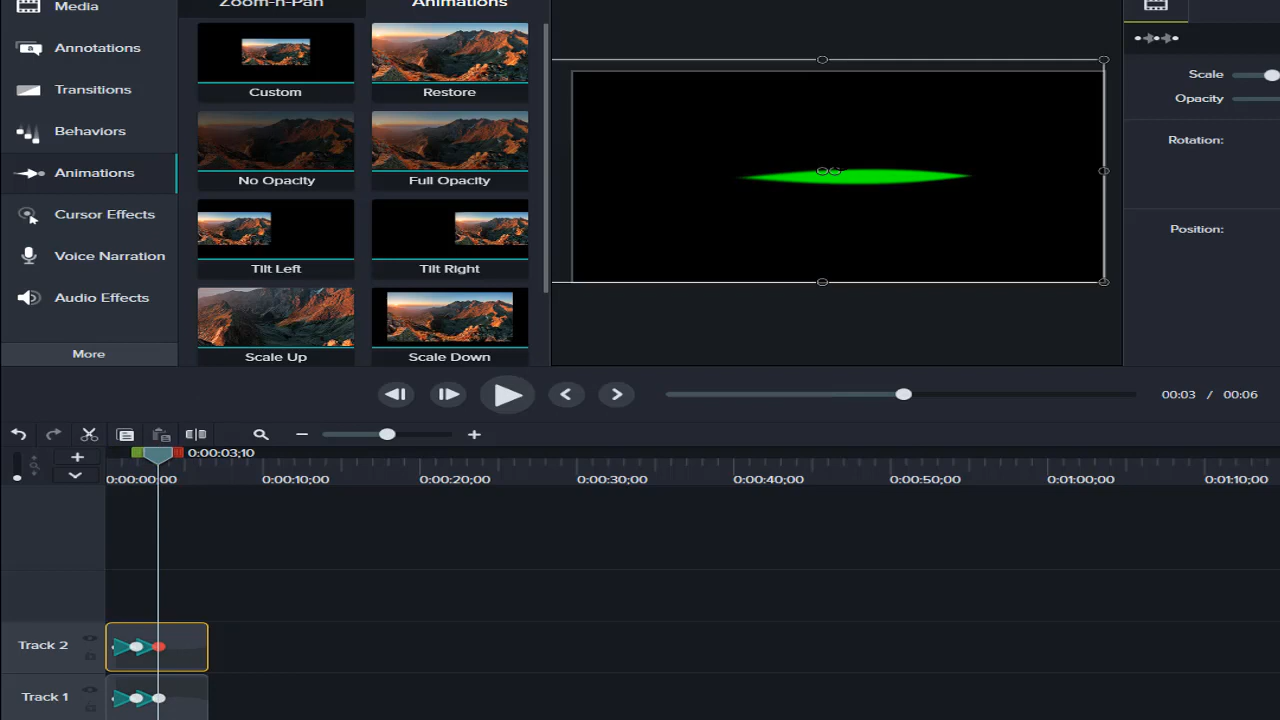 Media
Annotations
Transitions
Behaviors
Animations
Cursor Effects
Voice Narration
Audio Effects
More
Zoom-n-Pan
Animations
Custom
Restore
No Opacity
Full Opacity
Tilt Left
Tilt Right
Scale Up
Scale Down
Scale
Opacity
Rotation:
Position:
00:03 / 00:06
0:00:03;10
0:00:00;00
0:00:10;00
0:00:20;00
0:00:30;00
0:00:40;00
0:00:50;00
0:01:00;00
0:01:10;00
Track 2
Track 1